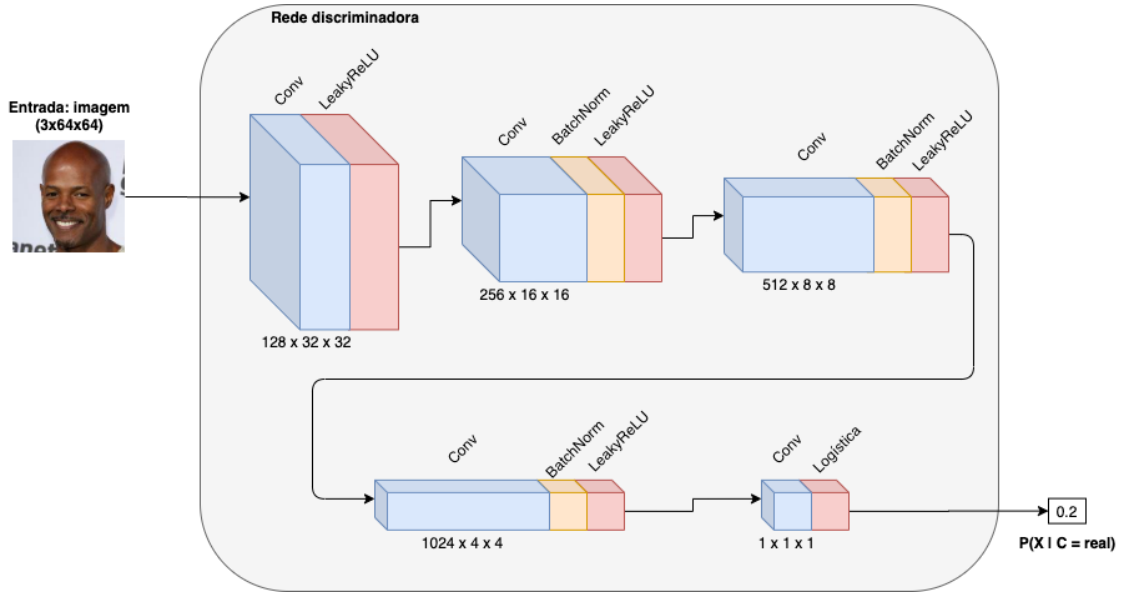 Rede discriminadora
Entrada: imagem
(3x64x64)
Conv
LeakyReLU
128 x 32 x 32
Conv
BatchNorm
LeakyReLU
256 x 16 x 16
Conv
BatchNorm
LeakyReLU
512 x 8 x 8
Conv
BatchNorm
LeakyReLU
1024 x 4 x 4
Conv
Logística
1 x 1 x 1
0.2
P(X | C = real)